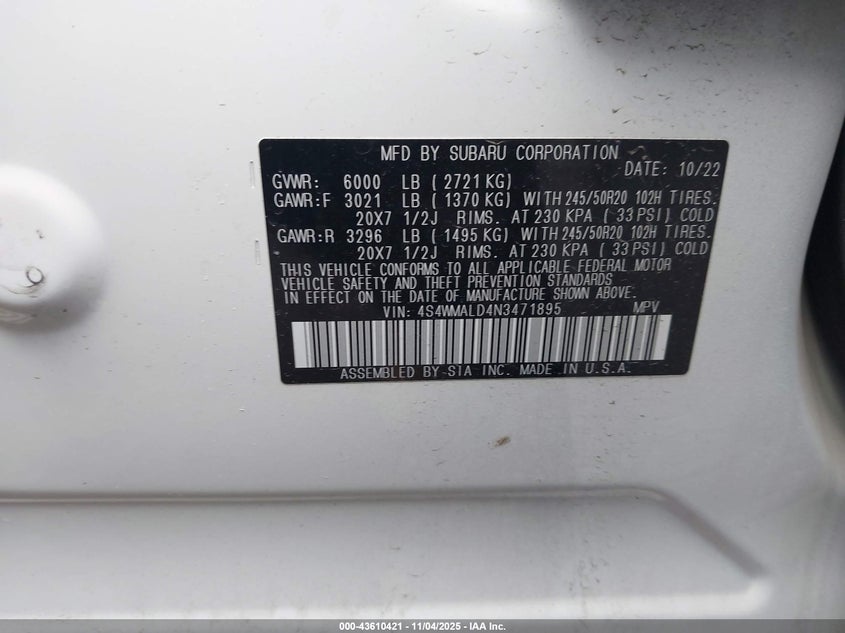 MFD BY SUBARU CORPORATION
DATE: 10/22
GVWR: 6000 LB ( 2721 KG)
GAWR:F 3021 LB ( 1370 KG) WITH 245/50R20 102H TIRES.
20X7 1/2J RIMS. AT 230 KPA ( 33 PSI) COLD
GAWR:R 3296 LB ( 1495 KG) WITH 245/50R20 102H TIRES.
20X7 1/2J RIMS. AT 230 KPA ( 33 PSI) COLD
THIS VEHICLE CONFORMS TO ALL APPLICABLE FEDERAL MOTOR
VEHICLE SAFETY AND THEFT PREVENTION STANDARDS
IN EFFECT ON THE DATE OF MANUFACTURE SHOWN ABOVE.
VIN: 4S4WMALD4N3471895 MPV
ASSEMBLED BY SIA INC. MADE IN U.S.A.
000-43610421 - 11/04/2025 - IAA Inc.